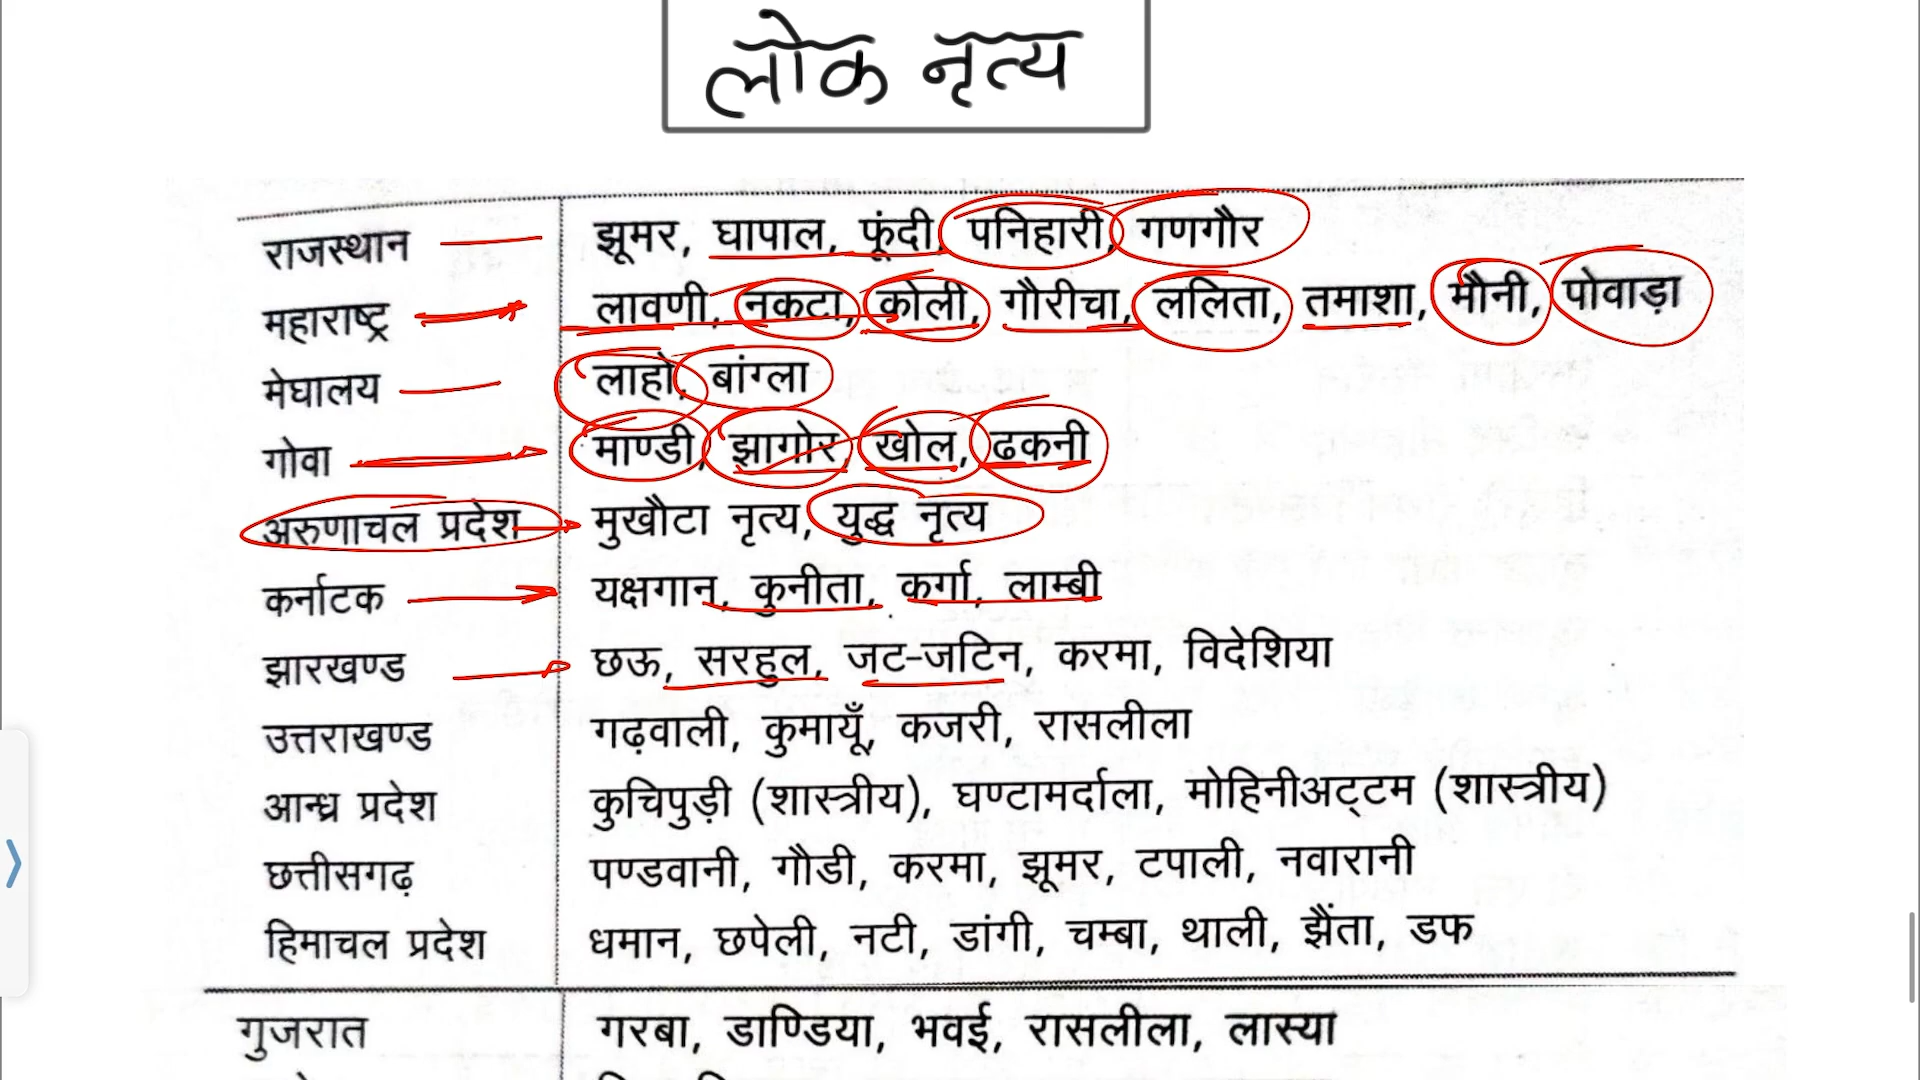 लोक नृत्य
राजस्थान झूमर, घापाल, फूंदी, पनिहारी, गणगौर
महाराष्ट्र लावणी, नकटा, कोली, गौरीचा, ललिता, तमाशा, मौनी, पोवाड़ा
मेघालय लाहो, बांग्ला
गोवा माण्डी, झागोर, खोल, ढकनी
अरुणाचल प्रदेश मुखौटा नृत्य, युद्ध नृत्य
कर्नाटक यक्षगान, कुनीता, कर्गा, लाम्बी
झारखण्ड छऊ, सरहुल, जट-जटिन, करमा, विदेशिया
उत्तराखण्ड गढ़वाली, कुमायूँ, कजरी, रासलीला
आन्ध्र प्रदेश कुचिपुड़ी (शास्त्रीय), घण्टामर्दाला, मोहिनीअट्टम (शास्त्रीय)
छत्तीसगढ़ पण्डवानी, गौडी, करमा, झूमर, टपाली, नवारानी
हिमाचल प्रदेश धमान, छपेली, नटी, डांगी, चम्बा, थाली, झैंता, डफ
गुजरात गरबा, डाण्डिया, भवई, रासलीला, लास्या